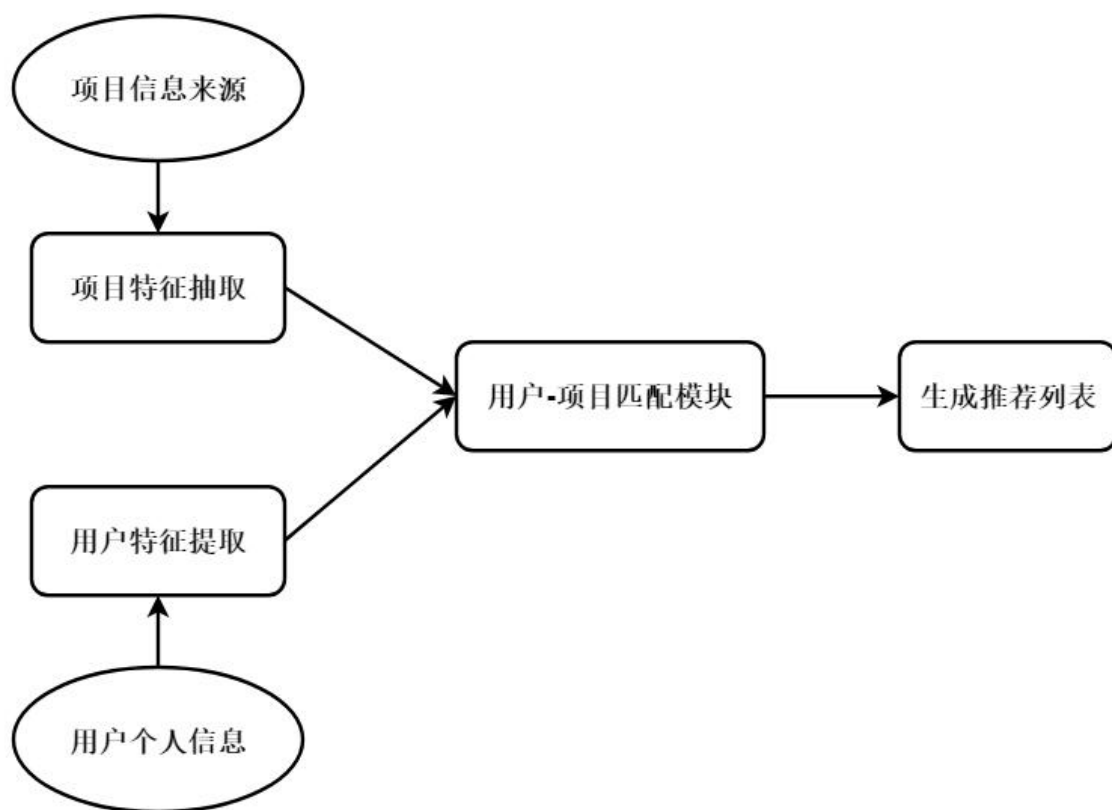 项目信息来源
项目特征抽取
用户-项目匹配模块
生成推荐列表
用户特征提取
用户个人信息